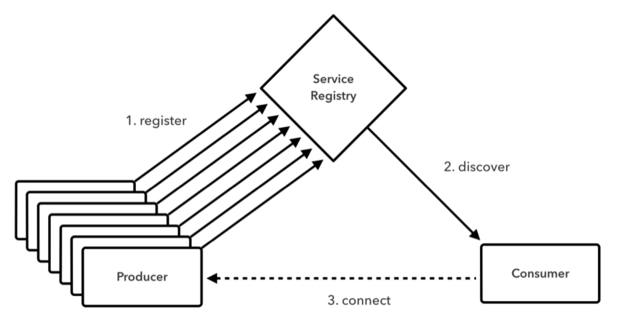 Service
Registry
1. register
2. discover
Producer
Consumer
3. connect